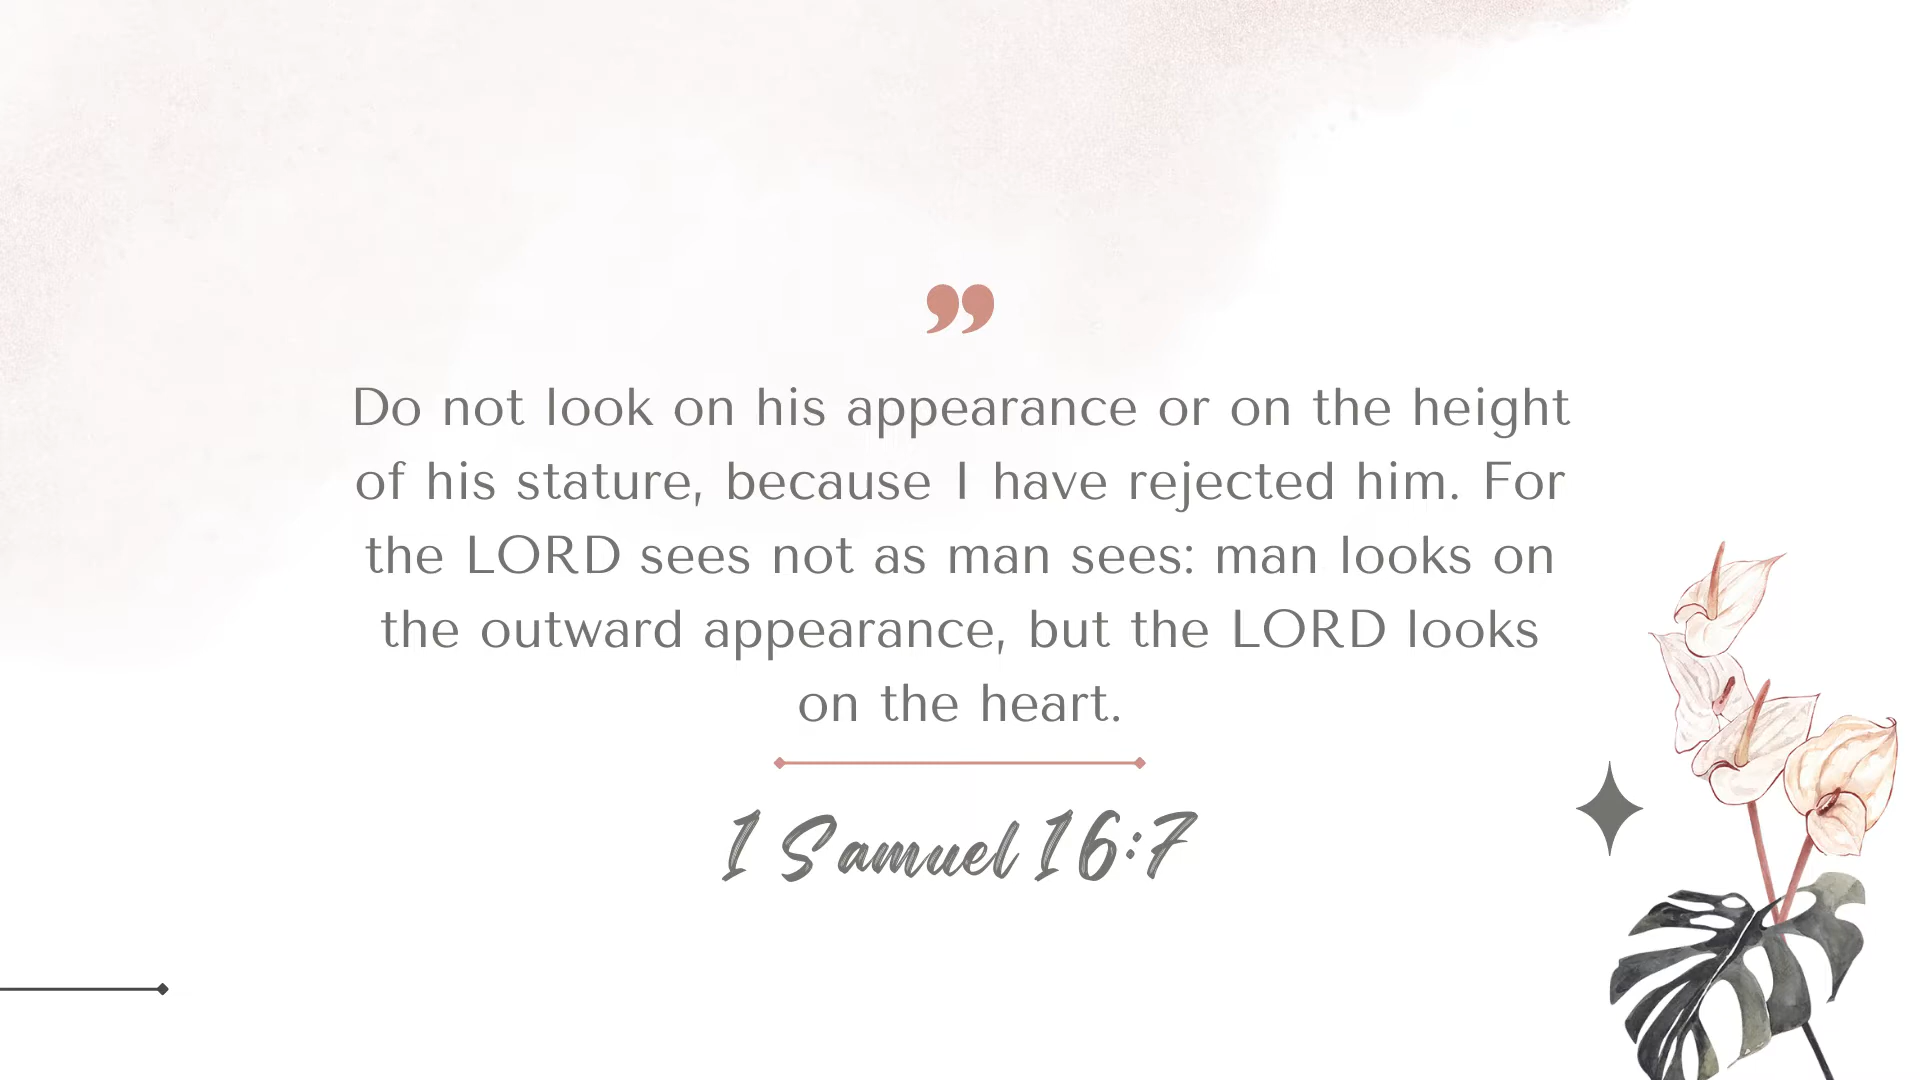 ”
Do not look on his appearance or on the height
of his stature, because I have rejected him. For
the LORD sees not as man sees: man looks on
the outward appearance, but the LORD looks
on the heart.
1 Samuel 16:7